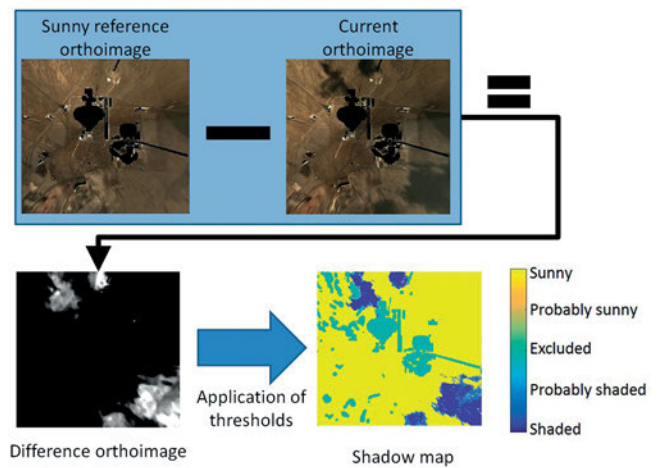 Sunny reference
orthoimage
Current
orthoimage
Sunny
Probably sunny
Excluded
Probably shaded
Shaded
Application of
thresholds
Difference orthoimage
Shadow map